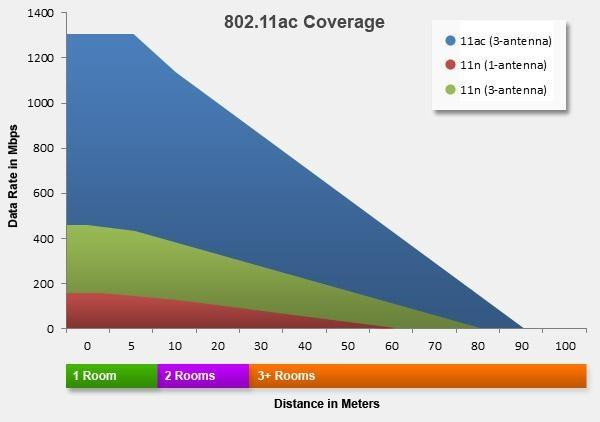 802.11ac Coverage
11ac (3-antenna)
11n (1-antenna)
11n (3-antenna)
Data Rate in Mbps
1400
1200
1000
800
600
400
200
0
0 5 10 20 30 40 50 60 70 80 90 100
1 Room 2 Rooms 3+ Rooms
Distance in Meters